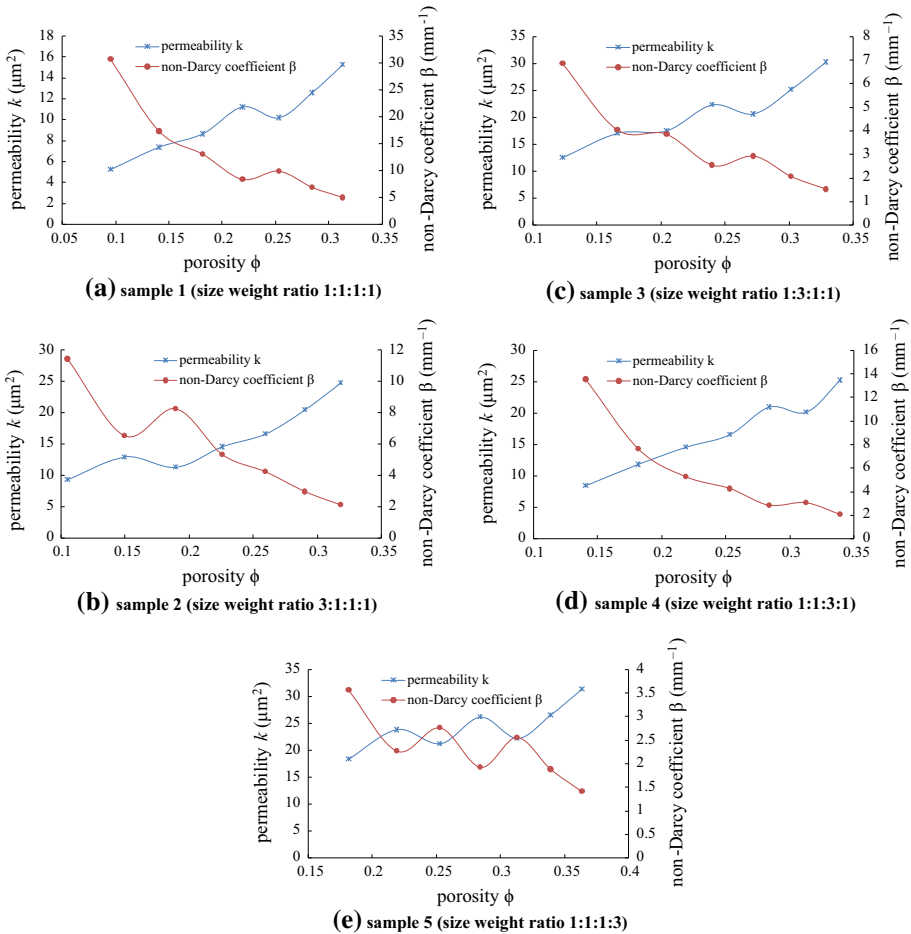 permeability k
non-Darcy coeffieient β
permeability k (μm²)
non-Darcy coefficient β (mm⁻¹)
18
16
14
12
10
8
6
4
2
0
35
30
25
20
15
10
5
0
0.05 0.1 0.15 0.2 0.25 0.3 0.35
porosity ϕ
(a) sample 1 (size weight ratio 1:1:1:1)
permeability k
non-Darcy coefficient β
permeability k (μm²)
non-Darcy coefficient β (mm⁻¹)
35
30
25
20
15
10
5
0
9
8
7
6
5
4
3
2
1
0
0.1 0.15 0.2 0.25 0.3 0.35
porosity ϕ
(c) sample 3 (size weight ratio 1:3:1:1)
permeability k
non-Darcy coefficient β
permeability k (μm²)
non-Darcy coefficient β (mm⁻¹)
30
25
20
15
10
5
0
12
10
8
6
4
2
0
0.1 0.15 0.2 0.25 0.3 0.35
porosity ϕ
(b) sample 2 (size weight ratio 3:1:1:1)
permeability k
non-Darcy coefficient β
permeability k (μm²)
non-Darcy coefficient β (mm⁻¹)
30
25
20
15
10
5
0
16
14
12
10
8
6
4
2
0
0.1 0.15 0.2 0.25 0.3 0.35
porosity ϕ
(d) sample 4 (size weight ratio 1:1:3:1)
permeability k
non-Darcy coefficient β
permeability k (μm²)
non-Darcy coefficient β (mm⁻¹)
35
30
25
20
15
10
5
0
4
3.5
3
2.5
2
1.5
1
0.5
0
0.15 0.2 0.25 0.3 0.35 0.4
porosity ϕ
(e) sample 5 (size weight ratio 1:1:1:3)